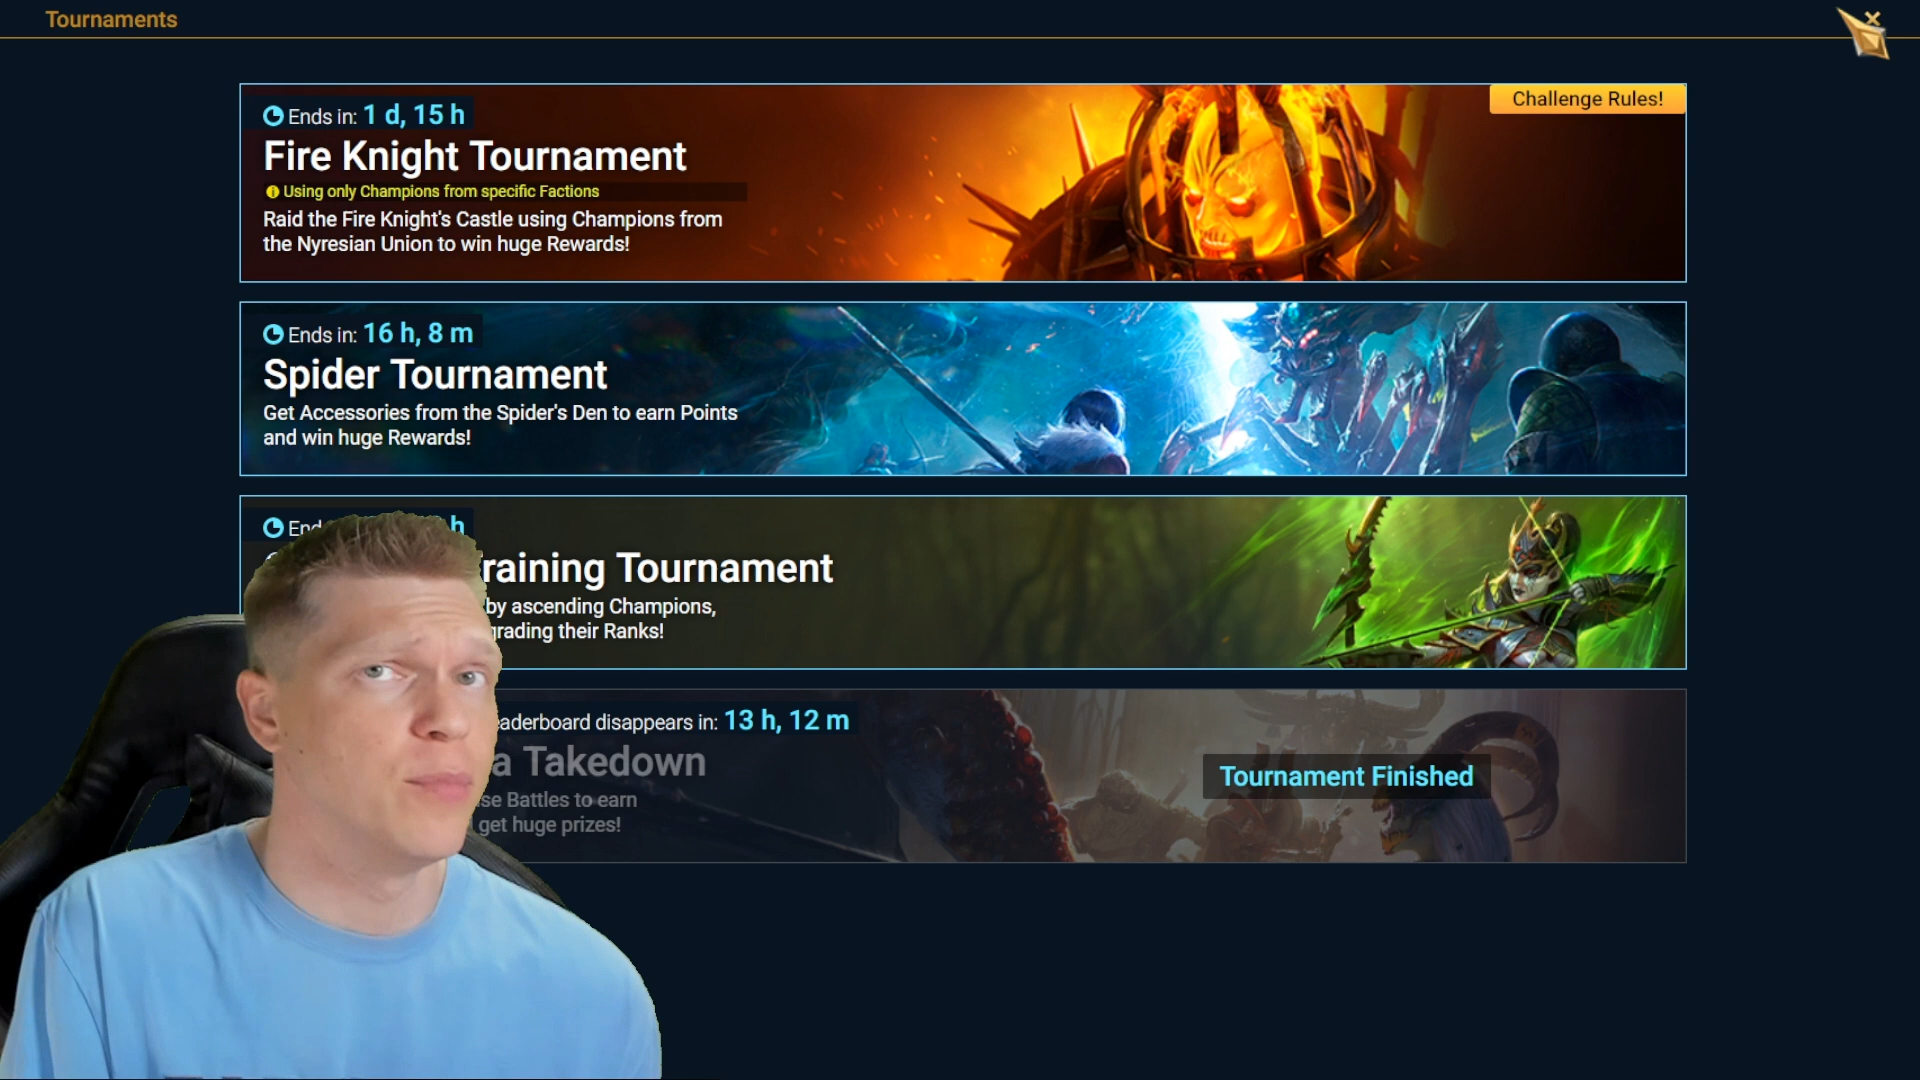 Tournaments
Ends in: 1 d, 15 h
Challenge Rules!
Fire Knight Tournament
Using only Champions from specific Factions
Raid the Fire Knight's Castle using Champions from
the Nyresian Union to win huge Rewards!
Ends in: 16 h, 8 m
Spider Tournament
Get Accessories from the Spider's Den to earn Points
and win huge Rewards!
raining Tournament
by ascending Champions,
grading their Ranks!
eaderboard disappears in: 13 h, 12 m
a Takedown
Tournament Finished
se Battles to earn
get huge prizes!